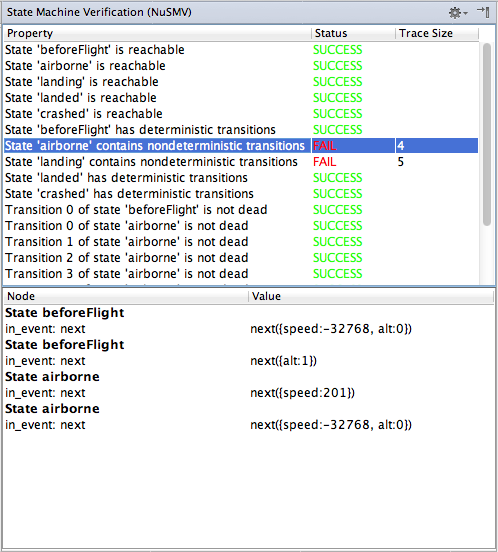 State Machine Verification (NuSMV)
Property Status Trace Size
State 'beforeFlight' is reachable SUCCESS
State 'airborne' is reachable SUCCESS
State 'landing' is reachable SUCCESS
State 'landed' is reachable SUCCESS
State 'crashed' is reachable SUCCESS
State 'beforeFlight' has deterministic transitions SUCCESS
State 'airborne' contains nondeterministic transitions FAIL 4
State 'landing' contains nondeterministic transitions FAIL 5
State 'landed' has deterministic transitions SUCCESS
State 'crashed' has deterministic transitions SUCCESS
Transition 0 of state 'beforeFlight' is not dead SUCCESS
Transition 0 of state 'airborne' is not dead SUCCESS
Transition 1 of state 'airborne' is not dead SUCCESS
Transition 2 of state 'airborne' is not dead SUCCESS
Transition 3 of state 'airborne' is not dead SUCCESS
Node Value
State beforeFlight
in_event: next next({speed:-32768, alt:0})
State beforeFlight
in_event: next next({alt:1})
State airborne
in_event: next next({speed:201})
State airborne
in_event: next next({speed:-32768, alt:0})